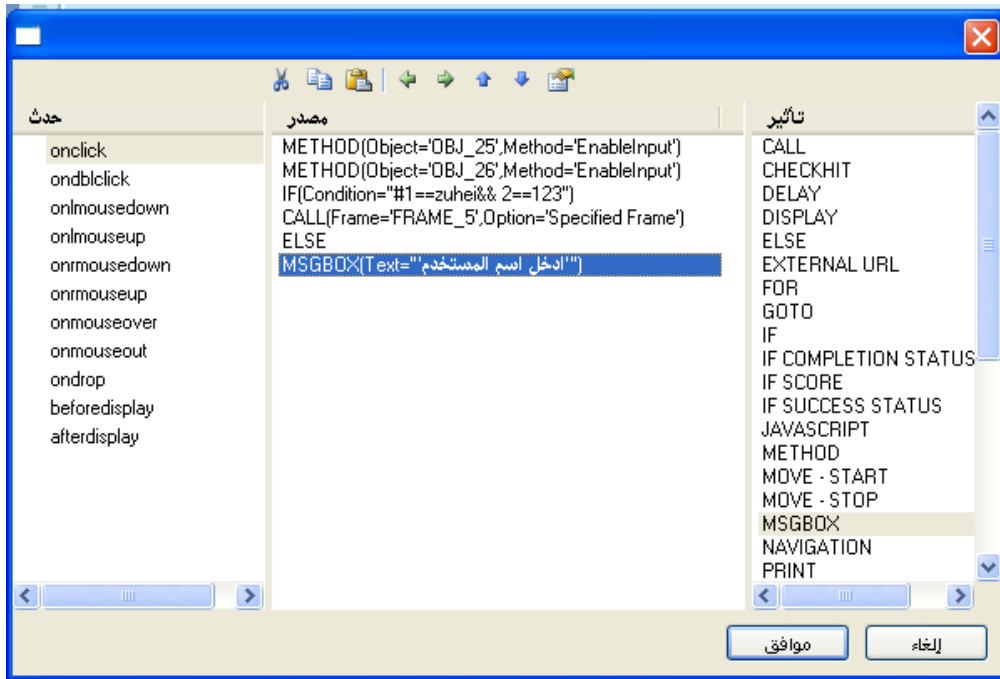 حدث
onclick
ondblclick
onlmousedown
onlmouseup
onrmousedown
onrmouseup
onmouseover
onmouseout
ondrop
beforedisplay
afterdisplay
مصدر
METHOD(Object='OBJ_25',Method='EnableInput')
METHOD(Object='OBJ_26',Method='EnableInput')
IF(Condition="#1==zuhei&& 2==123")
CALL(Frame='FRAME_5',Option='Specified Frame')
ELSE
MSGBOX(Text="'ادخل اسم المستخدم'")
تأثير
CALL
CHECKHIT
DELAY
DISPLAY
ELSE
EXTERNAL URL
FOR
GOTO
IF
IF COMPLETION STATUS
IF SCORE
IF SUCCESS STATUS
JAVASCRIPT
METHOD
MOVE - START
MOVE - STOP
MSGBOX
NAVIGATION
PRINT
موافق
إلغاء